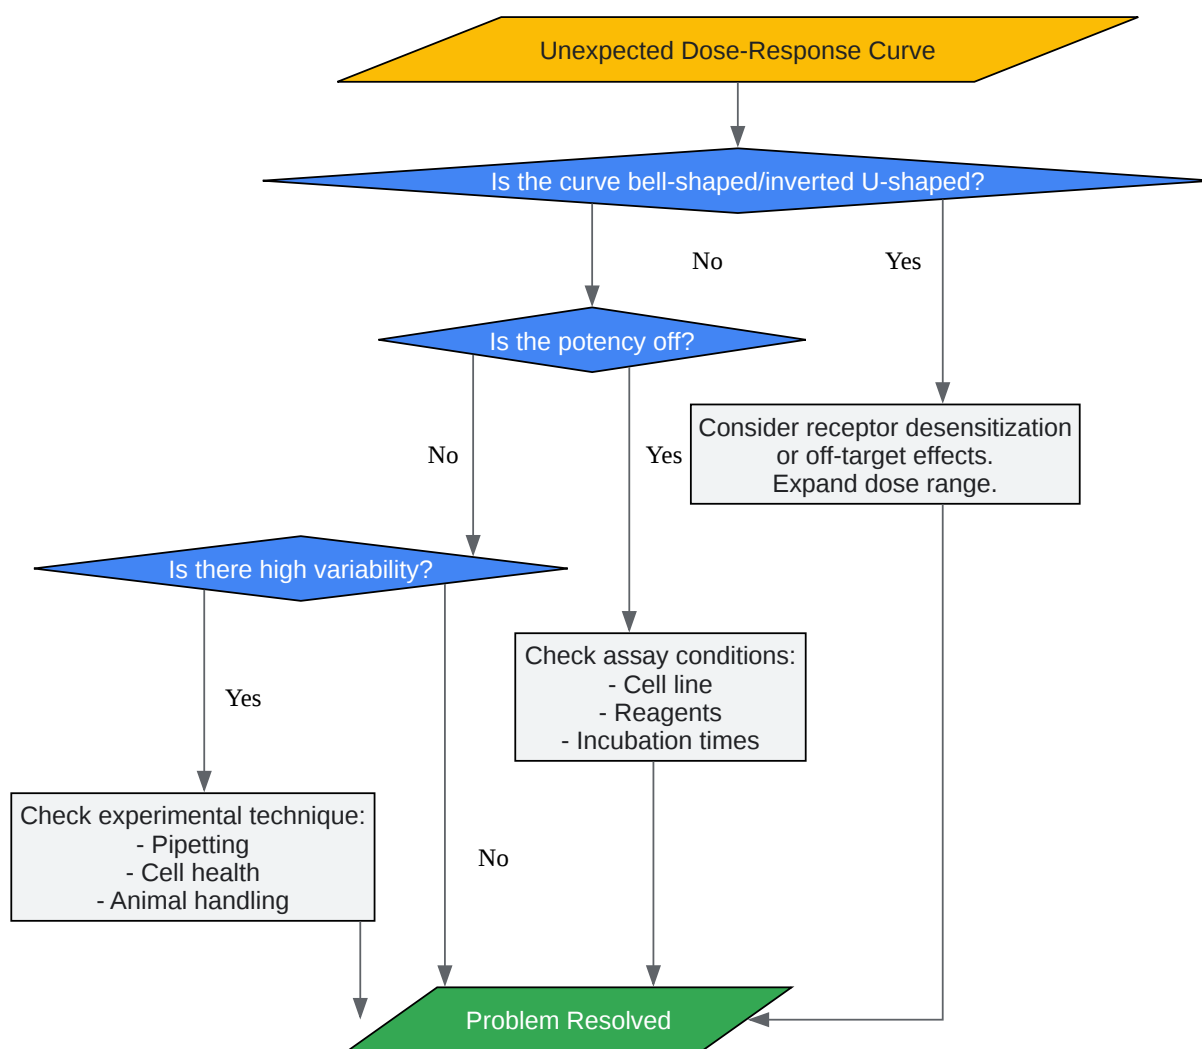 Unexpected Dose-Response Curve
Is the curve bell-shaped/inverted U-shaped?
No
Yes
Is the potency off?
Consider receptor desensitization
or off-target effects.
Expand dose range.
No
Yes
Is there high variability?
Check assay conditions:
- Cell line
- Reagents
- Incubation times
Yes
Check experimental technique:
- Pipetting
- Cell health
- Animal handling
No
Problem Resolved